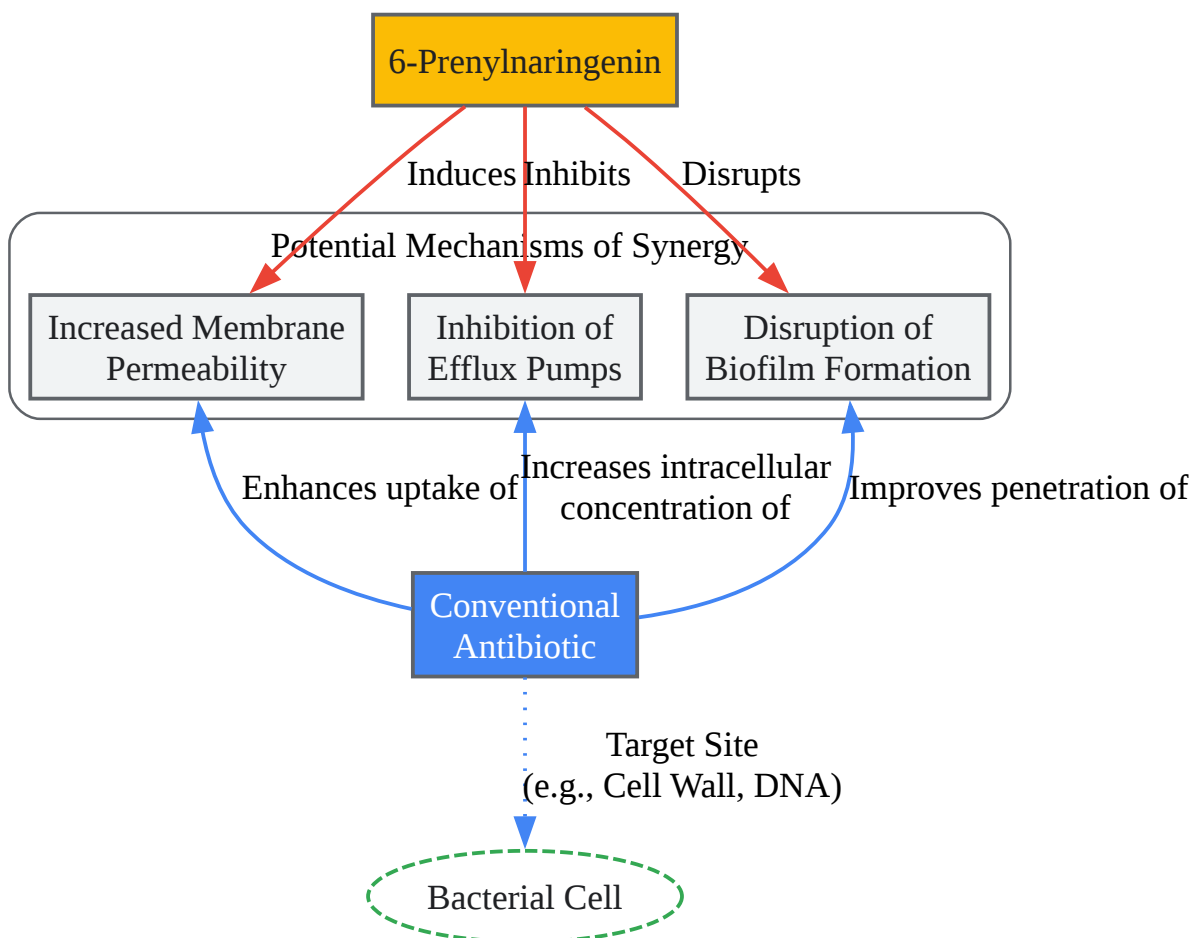 6-Prenylnaringenin
Induces
Inhibits
Disrupts
Potential Mechanisms of Synergy
Increased Membrane
Permeability
Inhibition of
Efflux Pumps
Disruption of
Biofilm Formation
Enhances uptake of
Increases intracellular
concentration of
Improves penetration of
Conventional
Antibiotic
Target Site
(e.g., Cell Wall, DNA)
Bacterial Cell